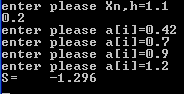 enter please Xn,h=1.1
0.2
enter please a[i]=0.42
enter please a[i]=0.7
enter please a[i]=0.9
enter please a[i]=1.2
S=     -1.296